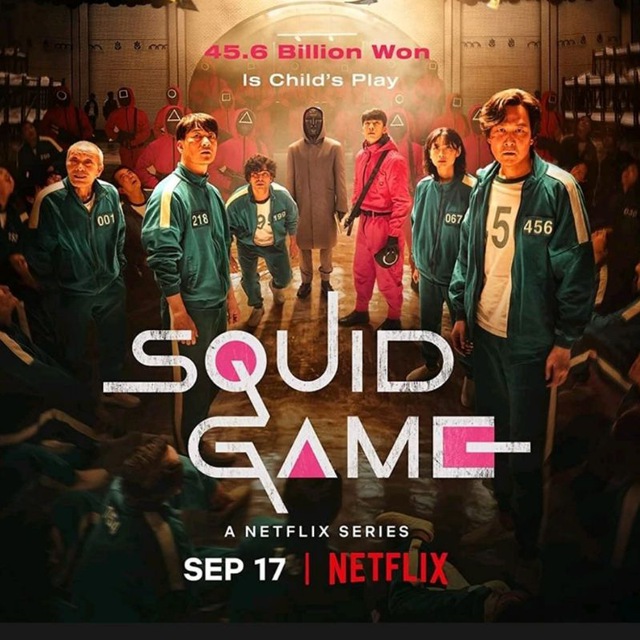 45.6 Billion Won
Is Child's Play
001
218
199
067
456
SQUID
GAME
A NETFLIX SERIES
SEP 17 | NETFLIX